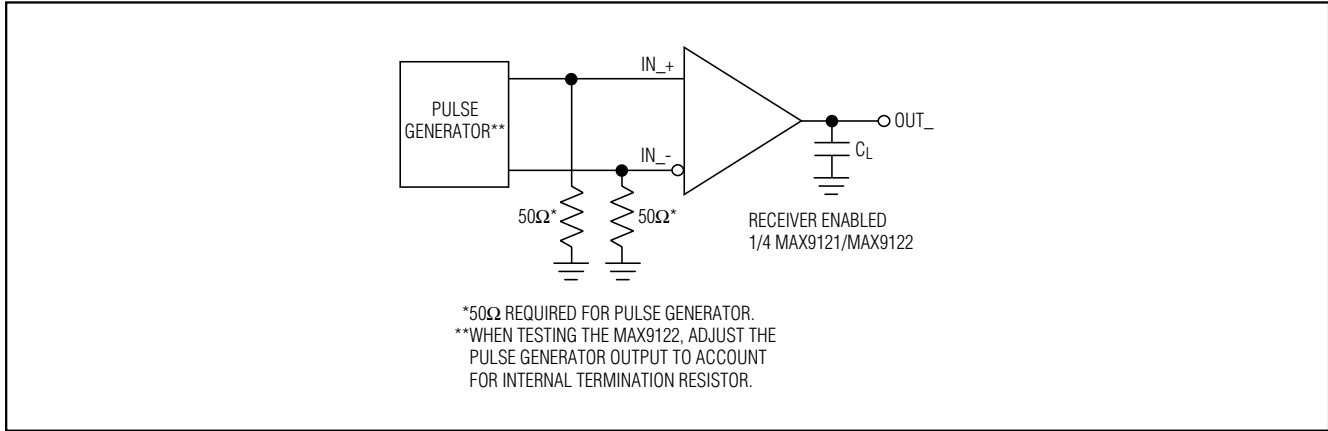 PULSE
GENERATOR**
IN_+
IN_-
OUT_
C_L
50Ω*
50Ω*
RECEIVER ENABLED
1/4 MAX9121/MAX9122
*50Ω REQUIRED FOR PULSE GENERATOR.
**WHEN TESTING THE MAX9122, ADJUST THE
PULSE GENERATOR OUTPUT TO ACCOUNT
FOR INTERNAL TERMINATION RESISTOR.